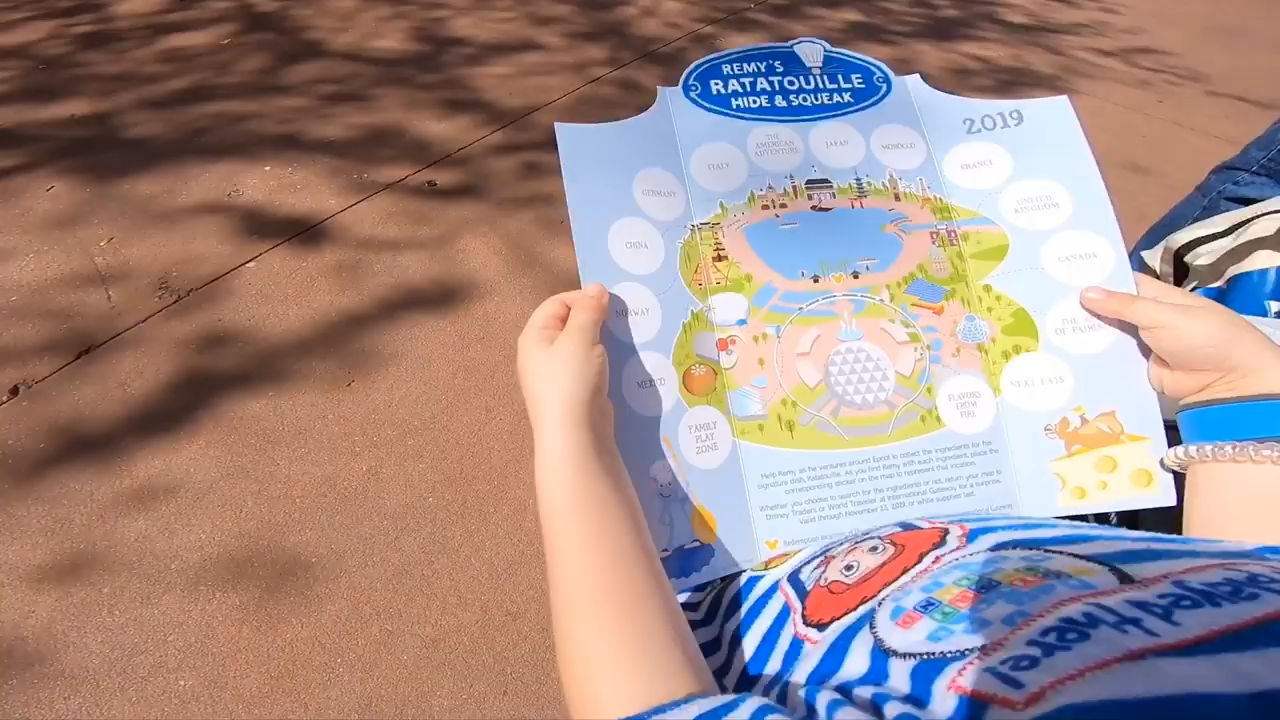 REMY'S
RATATOUILLE
HIDE & SQUEAK
2019
THE
AMERICAN
ADVENTURE
JAPAN
MOROCCO
ITALY
FRANCE
GERMANY
UNITED
KINGDOM
CHINA
CANADA
NORWAY
THE
OF
MEXICO
NEXT EATS
FLAVORS
FROM
FIRE
FAMILY
PLAY
ZONE
Help Remy as he ventures around Epcot to collect the ingredients for his
signature dish, Ratatouille. As you find Remy with each ingredient, place the
corresponding sticker on the map to represent that location.
Whether you choose to search for the ingredients or not, return your map to
Disney Traders or World Traveler at International Gateway for a surprise.
Valid through November 23, 2019, or while supplies last.
Redemption
played there!